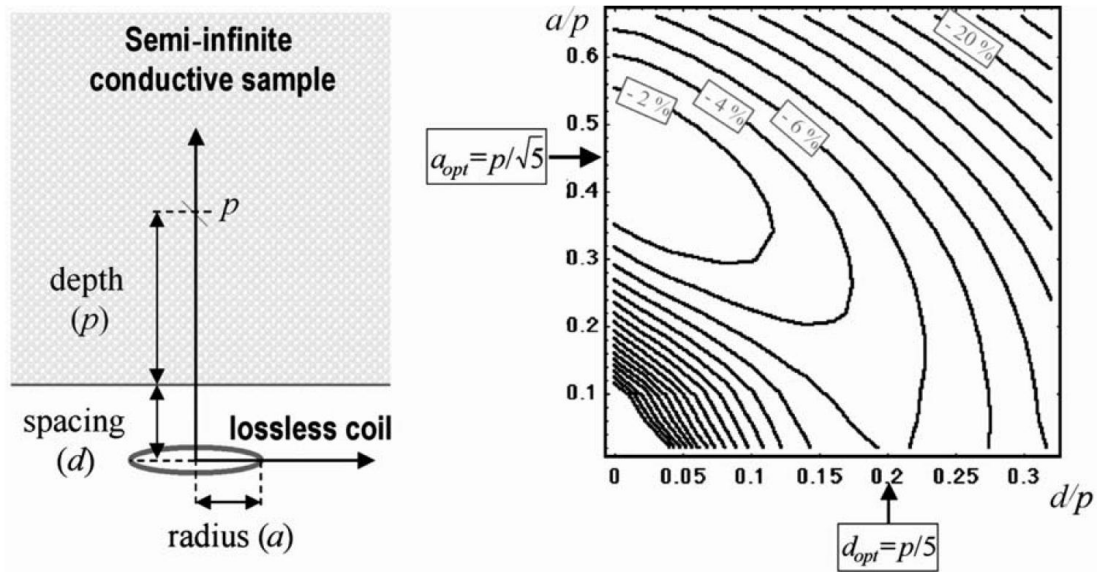 Semi-infinite
conductive sample
p
depth
(p)
spacing
(d)
lossless coil
radius (a)
a/p
0.6
0.5
0.4
0.3
0.2
0.1
a_opt = p/√5
- 2 %
- 4 %
- 6 %
- 20 %
0 0.05 0.1 0.15 0.2 0.25 0.3
d/p
d_opt = p/5